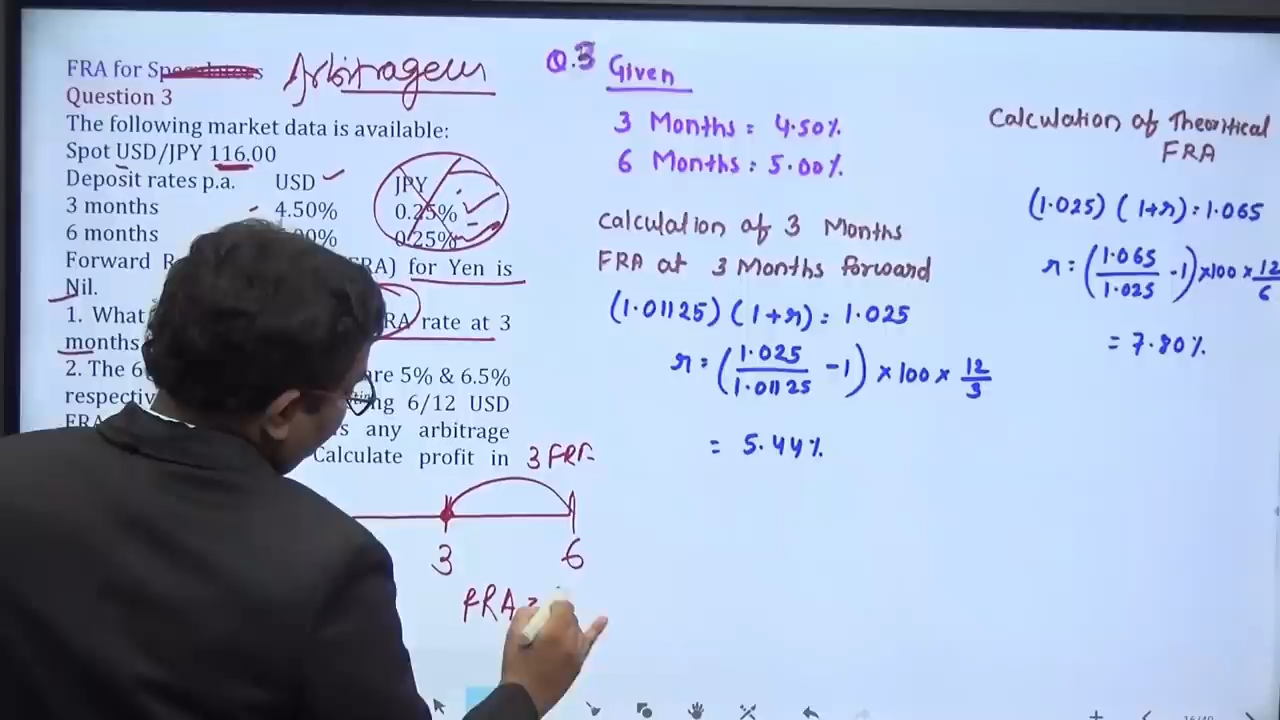 FRA for Arbitrageur
Question 3
The following market data is available:
Spot USD/JPY 116.00
Deposit rates p.a. USD JPY
3 months 4.50% 0.25%
6 months 0.25%
Forward FRA) for Yen is
Nil.
1. What FRA rate at 3
months
2. The 6 are 5% & 6.5%
6/12 USD
any arbitrage
Calculate profit in
3 FRA
3 6
FRA =
Q.3 Given
3 Months = 4.50%
6 Months = 5.00%
Calculation of 3 Months
FRA at 3 Months forward
(1.01125) (1+r) = 1.025
r = (1.025/1.01125 - 1) × 100 × 12/3
= 5.44%
Calculation of Theoritical
FRA
(1.025) (1+r) = 1.065
r = (1.065/1.025 - 1) × 100 × 12/6
= 7.80%